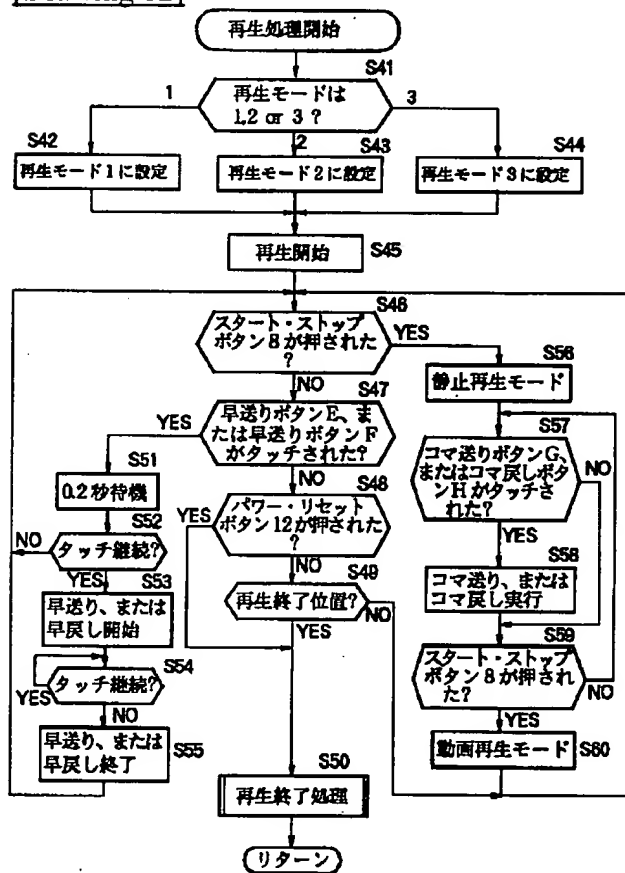 再生処理開始
S41
再生モードは
1,2 or 3 ?
1
2
3
S42
再生モード1に設定
S43
再生モード2に設定
S44
再生モード3に設定
再生開始
S45
S46
スタート・ストップ
ボタン8が押された
?
YES
NO
S47
早送りボタンE、ま
たは早送りボタンF
がタッチされた?
YES
NO
S48
パワー・リセット
ボタン12が押された
?
YES
NO
S49
再生終了位置?
NO
YES
S50
再生終了処理
リターン
S51
0.2秒待機
S52
タッチ継続?
NO
YES
S53
早送り、または
早戻し開始
S54
タッチ継続?
YES
NO
早送り、または
早戻し終了
S55
S56
静止再生モード
S57
コマ送りボタンG、
またはコマ戻しボタ
ンHがタッチさ
れた?
NO
YES
S58
コマ送り、または
コマ戻し実行
S59
スタート・ストップ
ボタン8が押され
た?
NO
YES
動画再生モード
S60